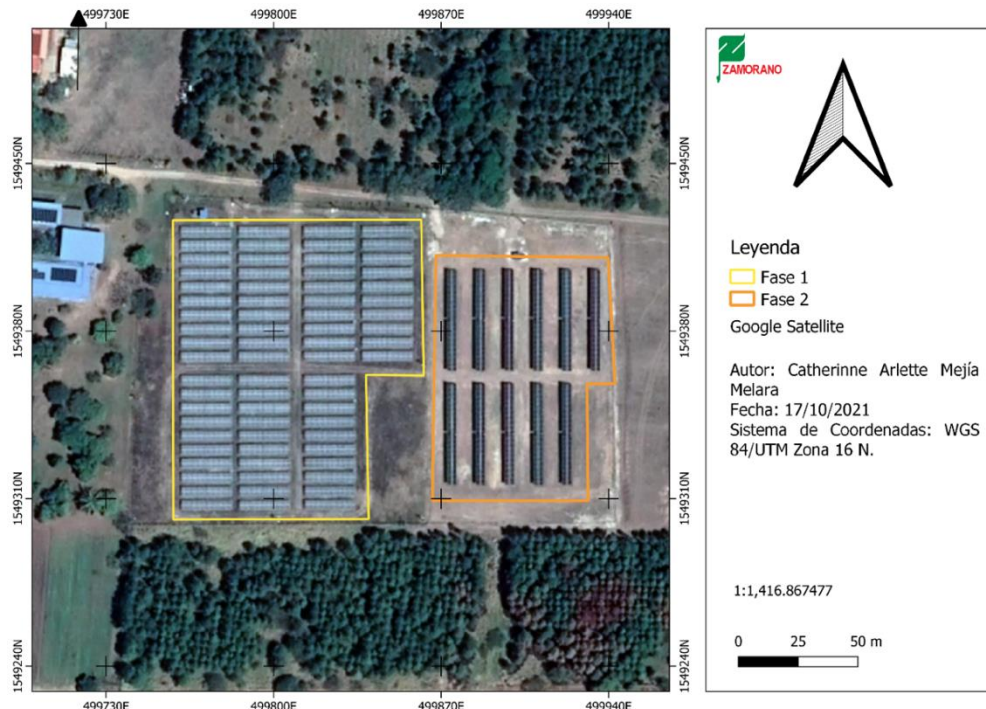 499730E 499800E 499870E 499940E
1549450N 1549450N
1549380N 1549380N
1549310N 1549310N
1549240N 1549240N
499730E 499800E 499870E 499940E
ZAMORANO
Leyenda
Fase 1
Fase 2
Google Satellite
Autor: Catherinne Arlette Mejía
Melara
Fecha: 17/10/2021
Sistema de Coordenadas: WGS
84/UTM Zona 16 N.
1:1,416.867477
0 25 50 m